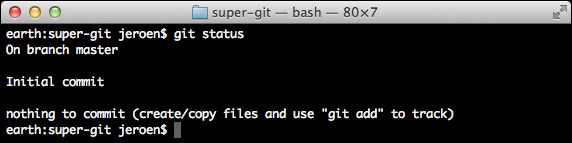 super-git — bash — 80×7
earth:super-git jeroen$ git status
On branch master
Initial commit
nothing to commit (create/copy files and use "git add" to track)
earth:super-git jeroen$